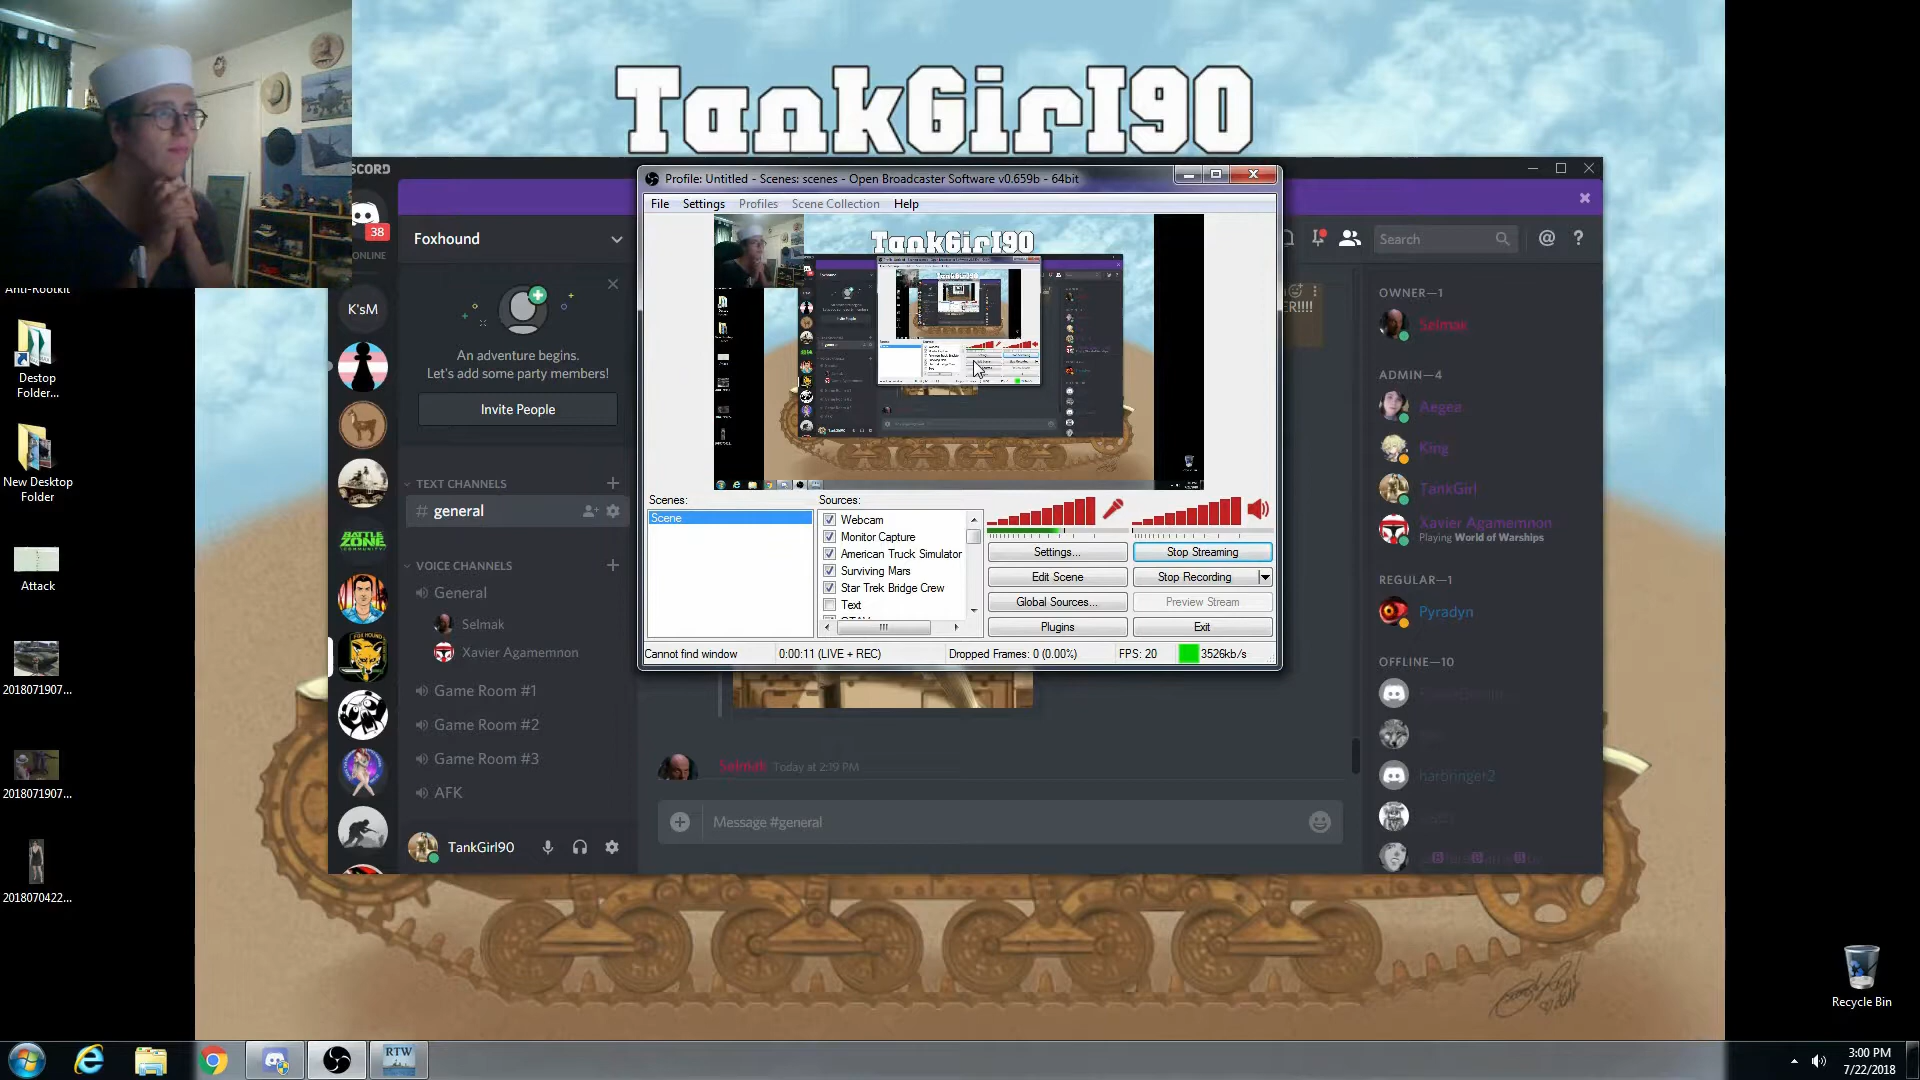 TankGirl90
Anti-Rootkit
Destop
Folder...
New Desktop
Folder
Attack
2018071907...
2018071907...
2018070422...
SCORD
38
ONLINE
K'sM
BATTLE
ZONE
Foxhound
An adventure begins.
Let's add some party members!
Invite People
TEXT CHANNELS
# general
VOICE CHANNELS
General
Selmak
Xavier Agamemnon
Game Room #1
Game Room #2
Game Room #3
AFK
TankGirl90
Profile: Untitled - Scenes: scenes - Open Broadcaster Software v0.659b - 64bit
File Settings Profiles Scene Collection Help
TankGirl90
Scenes:
Scene
Sources:
Webcam
Monitor Capture
American Truck Simulator
Surviving Mars
Star Trek Bridge Crew
Text
Settings...
Stop Streaming
Edit Scene
Stop Recording
Global Sources...
Preview Stream
Plugins
Exit
Cannot find window 0:00:11 (LIVE + REC) Dropped Frames: 0 (0.00%) FPS: 20 3526kb/s
Selmak Today at 2:19 PM
Message #general
Search
@ ?
ER!!!!
OWNER—1
Selmak
ADMIN—4
Aegea
King
TankGirl
Xavier Agamemnon
Playing World of Warships
REGULAR—1
Pyradyn
OFFLINE—10
harbringer2
Recycle Bin
RTW
3:00 PM
7/22/2018